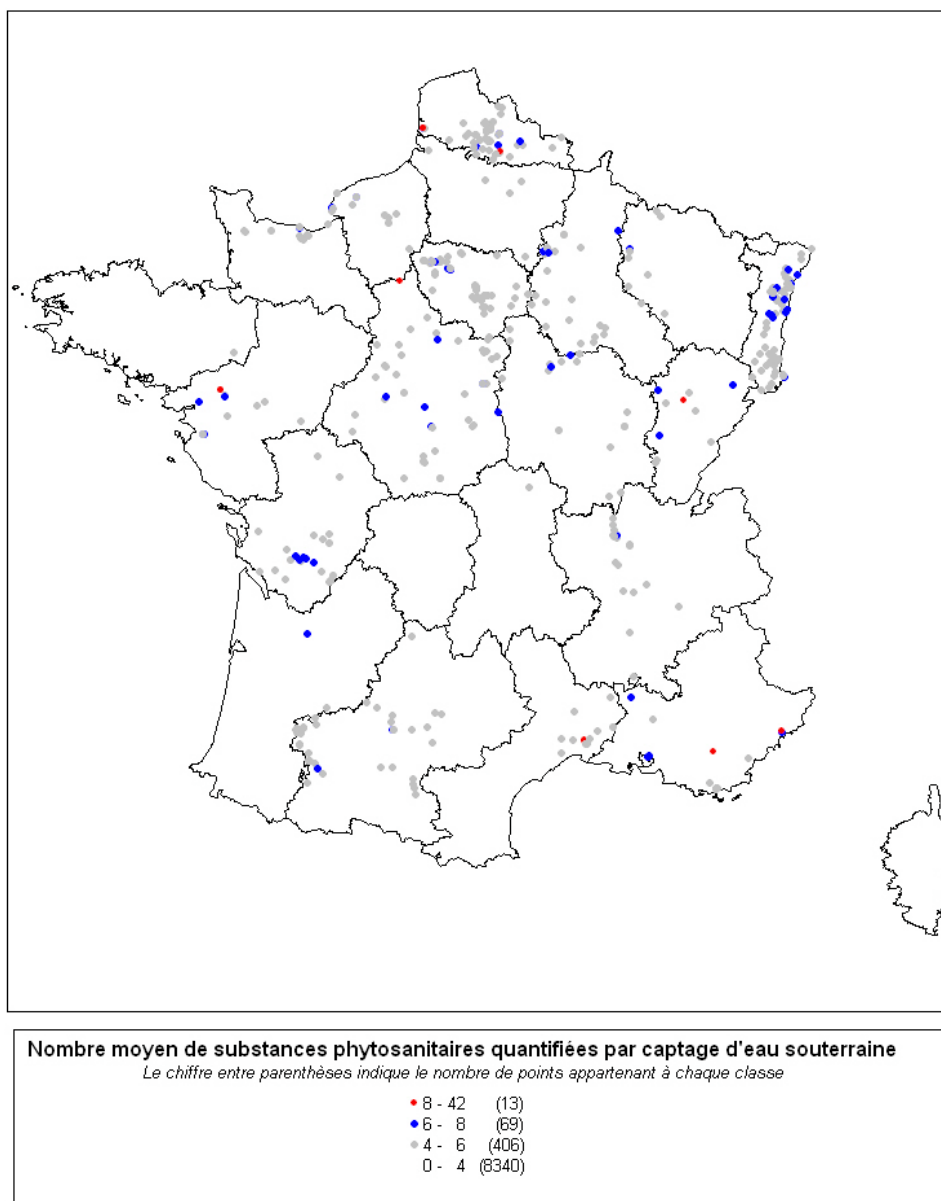 Nombre moyen de substances phytosanitaires quantifiées par captage d'eau souterraine
Le chiffre entre parenthèses indique le nombre de points appartenant à chaque classe
8 - 42 (13)
6 - 8 (69)
4 - 6 (406)
0 - 4 (8340)